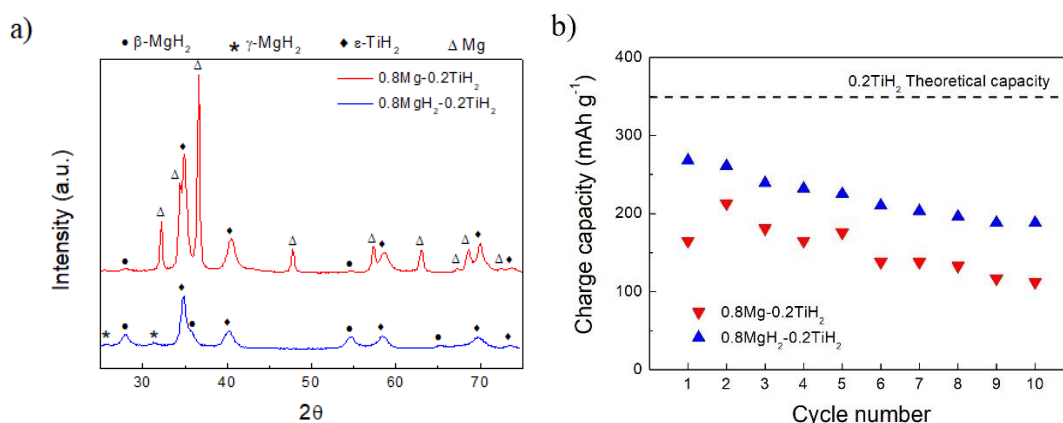 a)
● β-MgH₂ * γ-MgH₂ ♦ ε-TiH₂ Δ Mg
0.8Mg-0.2TiH₂
0.8MgH₂-0.2TiH₂
Intensity (a.u.)
30 40 50 60 70
2θ
b)
400
300
200
100
0
0.2TiH₂ Theoretical capacity
0.8Mg-0.2TiH₂
0.8MgH₂-0.2TiH₂
Charge capacity (mAh g⁻¹)
1 2 3 4 5 6 7 8 9 10
Cycle number